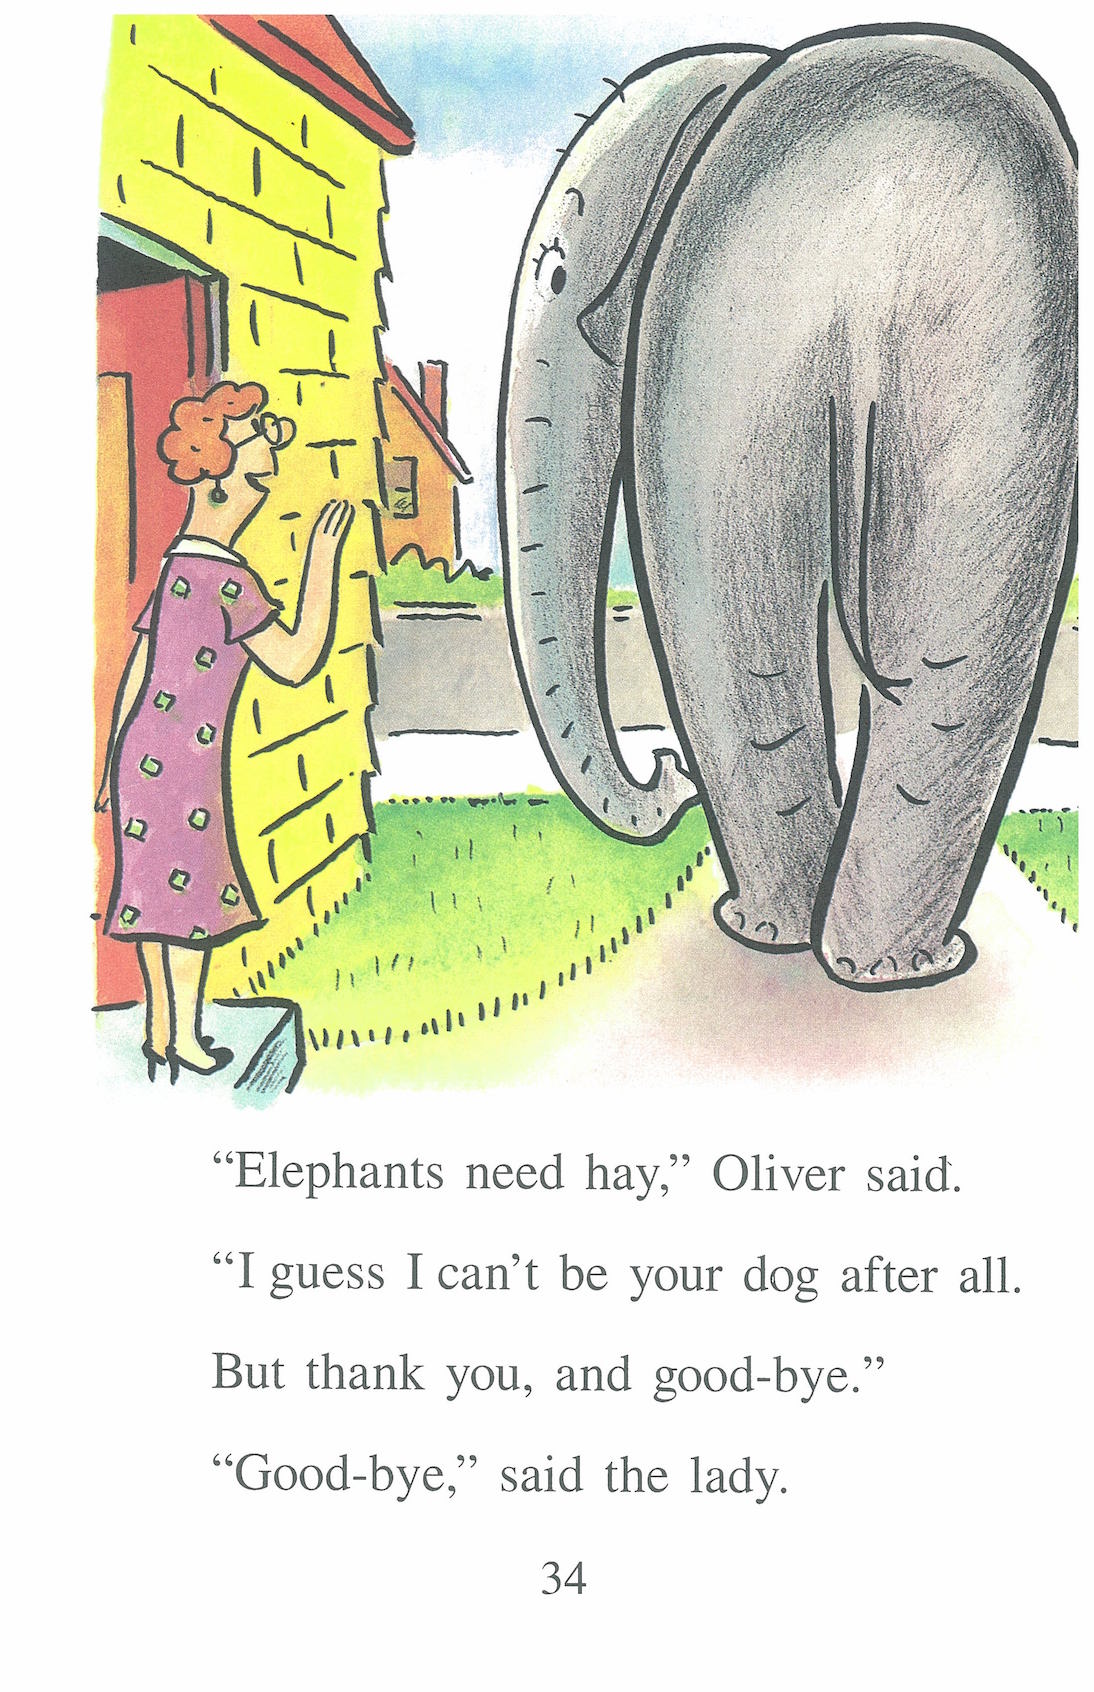 “Elephants need hay,” Oliver said.
“I guess I can’t be your dog after all.
But thank you, and good-bye.”
“Good-bye,” said the lady.
34